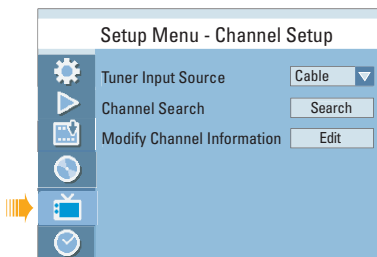 Setup Menu - Channel Setup
Tuner Input Source Cable
Channel Search Search
Modify Channel Information Edit